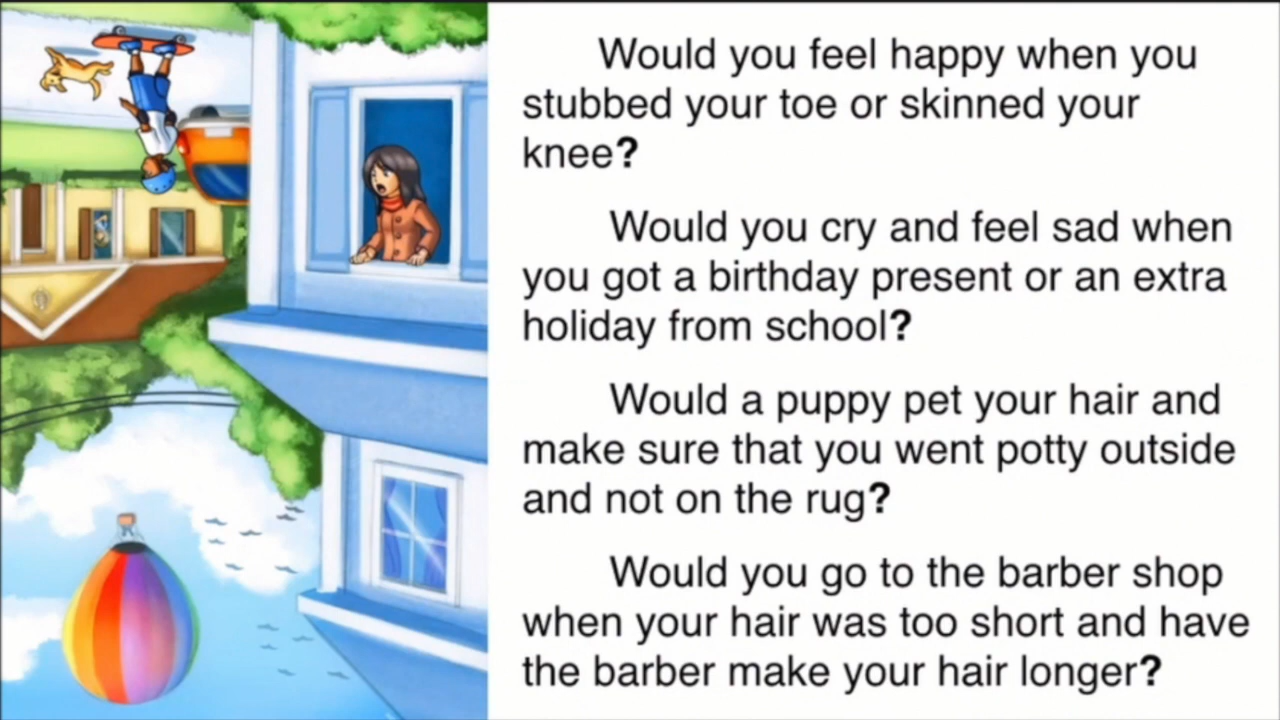 Would you feel happy when you
stubbed your toe or skinned your
knee?
Would you cry and feel sad when
you got a birthday present or an extra
holiday from school?
Would a puppy pet your hair and
make sure that you went potty outside
and not on the rug?
Would you go to the barber shop
when your hair was too short and have
the barber make your hair longer?